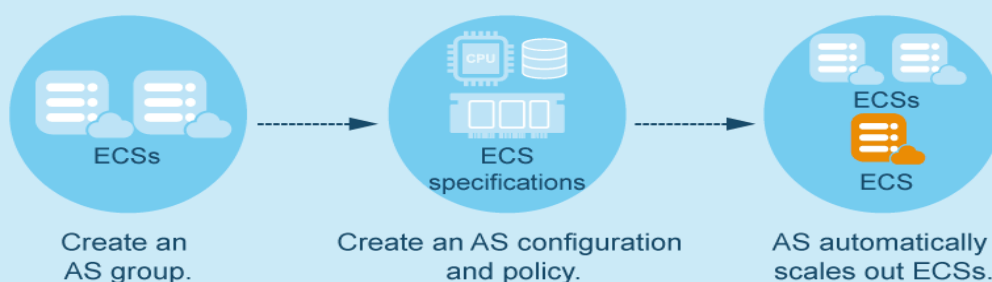 ECSs
Create an
AS group.
CPU
ECS
specifications
Create an AS configuration
and policy.
ECSs
ECS
AS automatically
scales out ECSs.